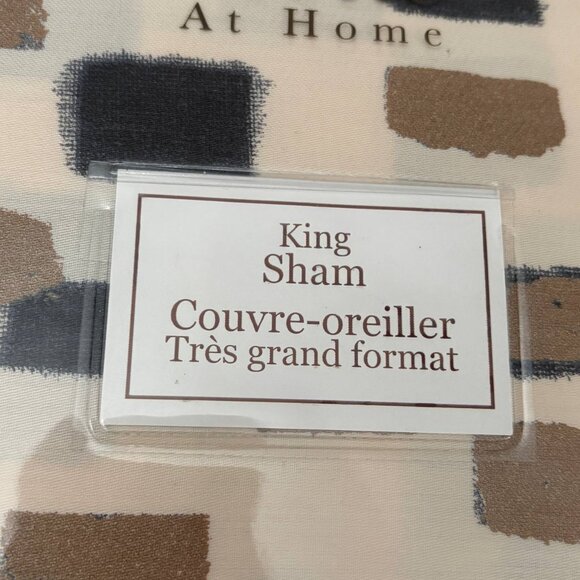 At Home
King
Sham
Couvre-oreiller
Très grand format